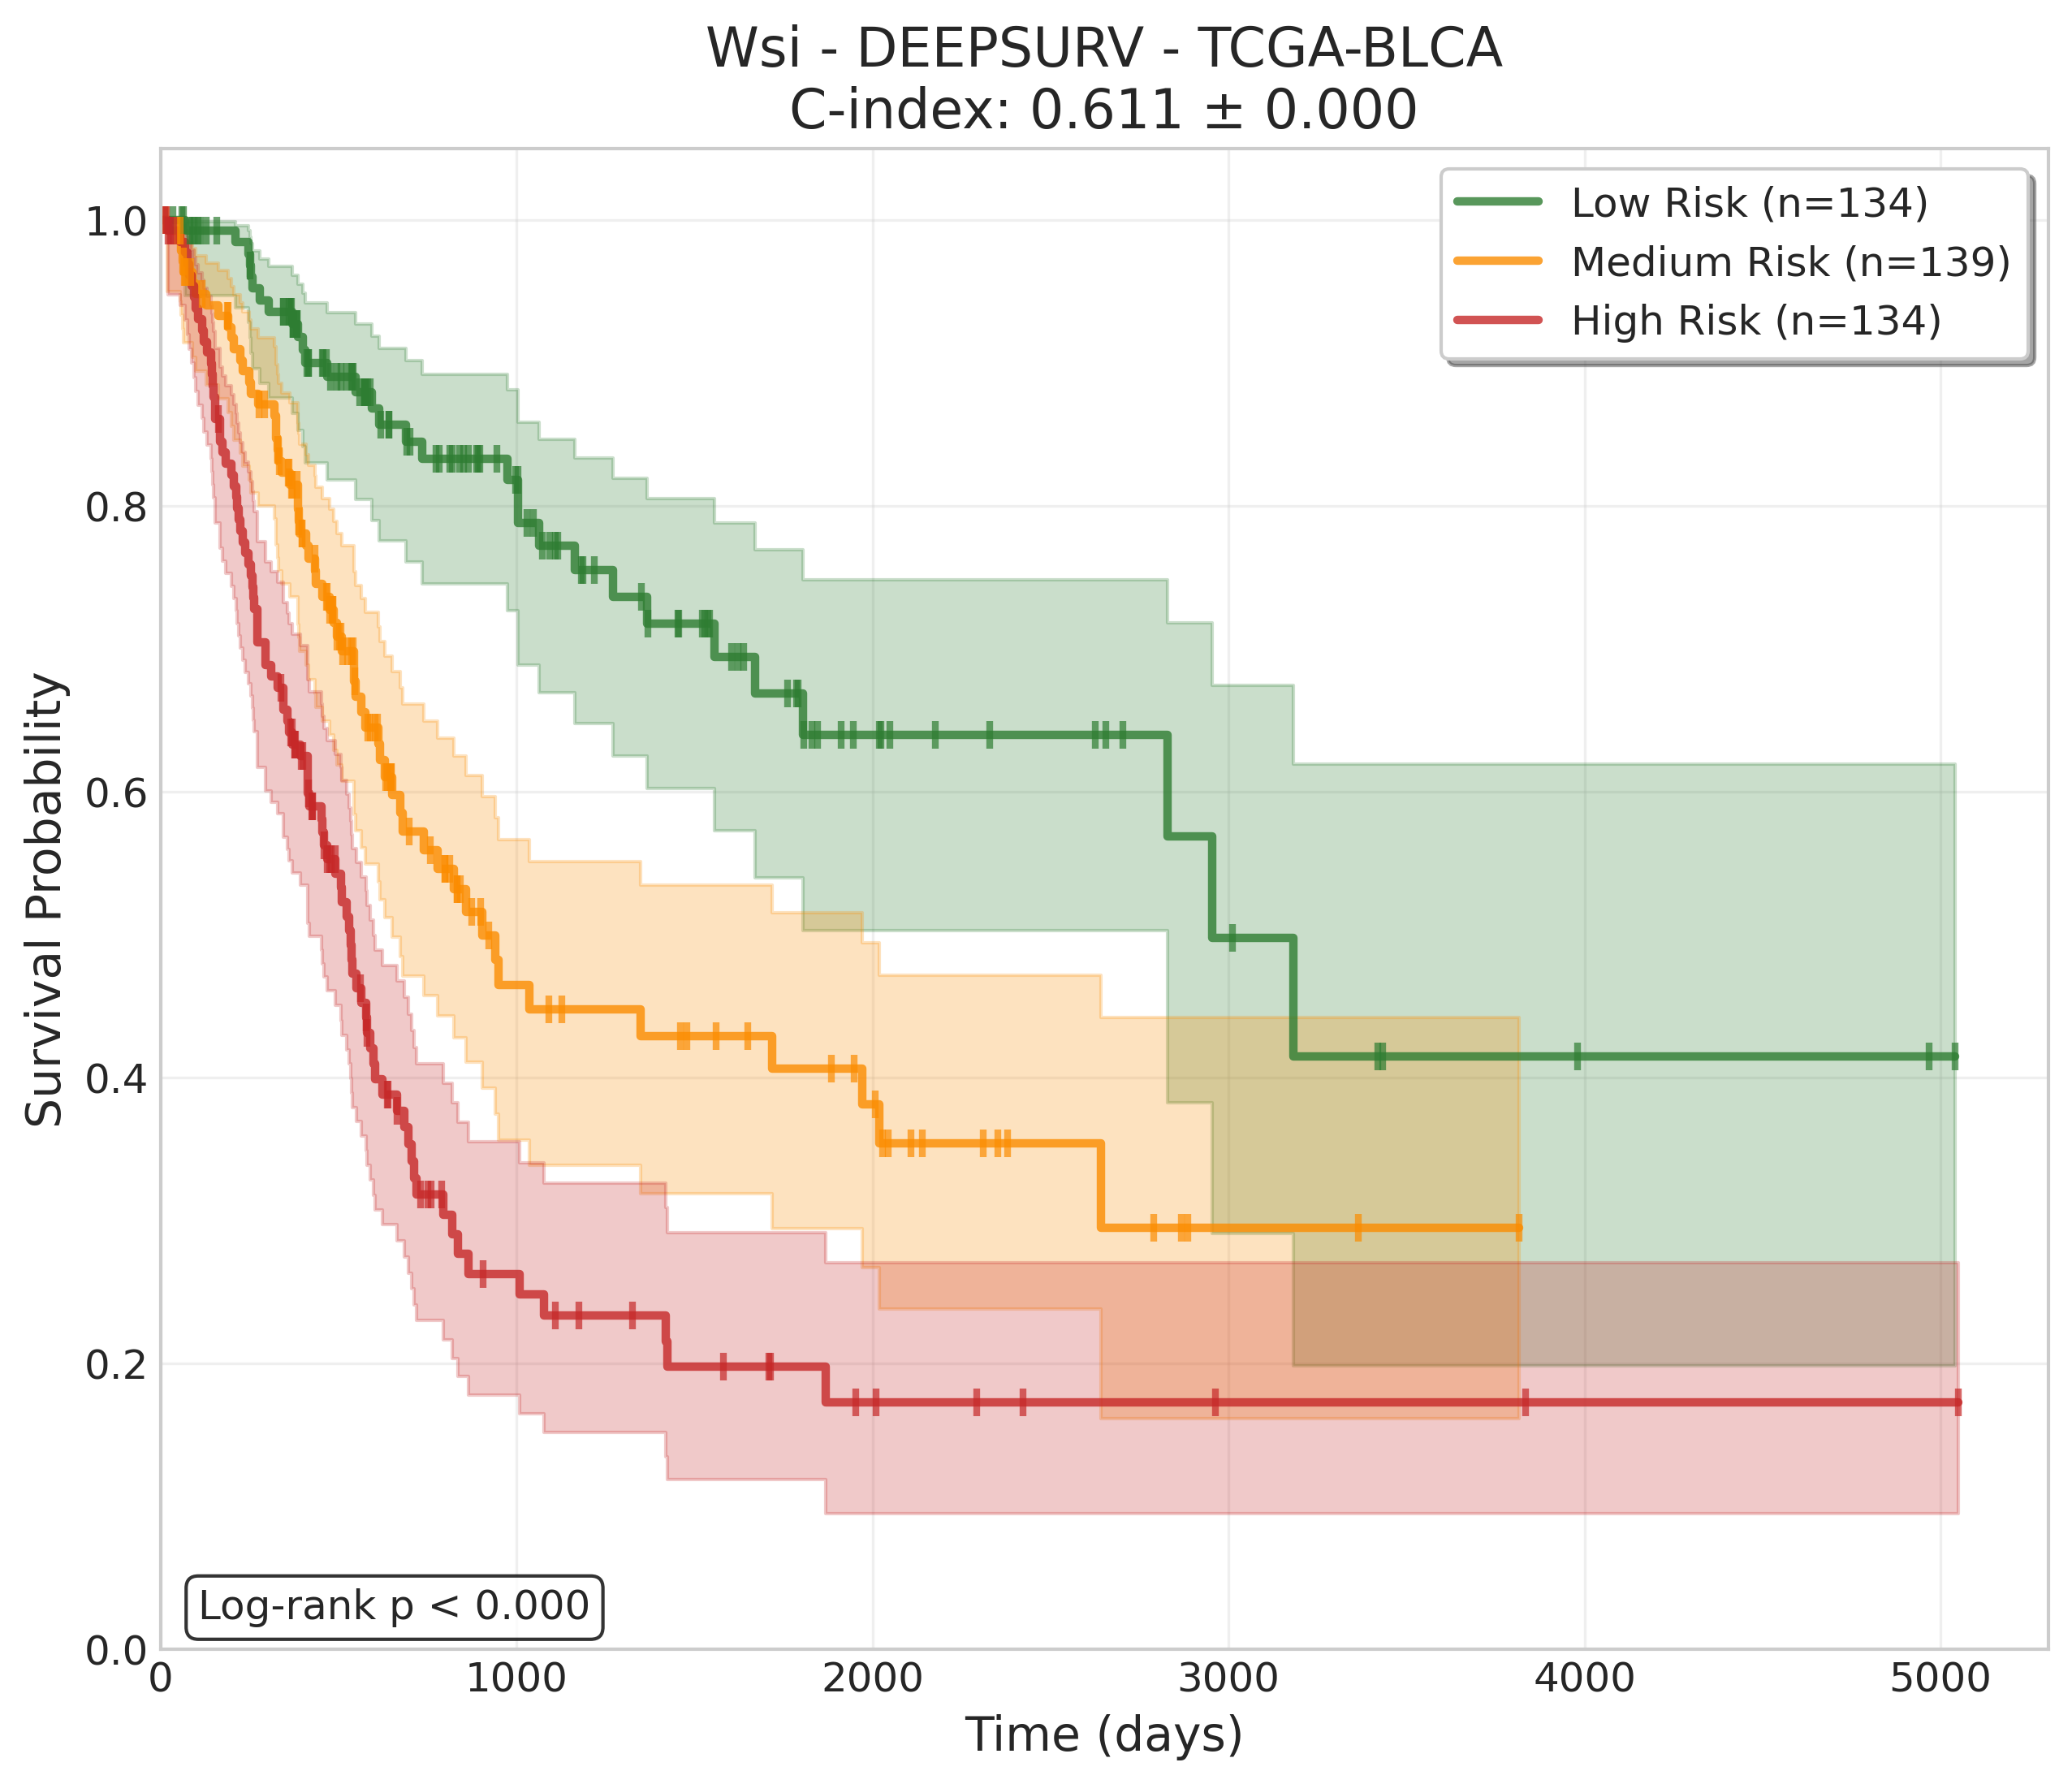 Wsi - DEEPSURV - TCGA-BLCA
C-index: 0.611 ± 0.000
Low Risk (n=134)
Medium Risk (n=139)
High Risk (n=134)
Survival Probability
1.0
0.8
0.6
0.4
0.2
0.0
Log-rank p < 0.000
0 1000 2000 3000 4000 5000
Time (days)